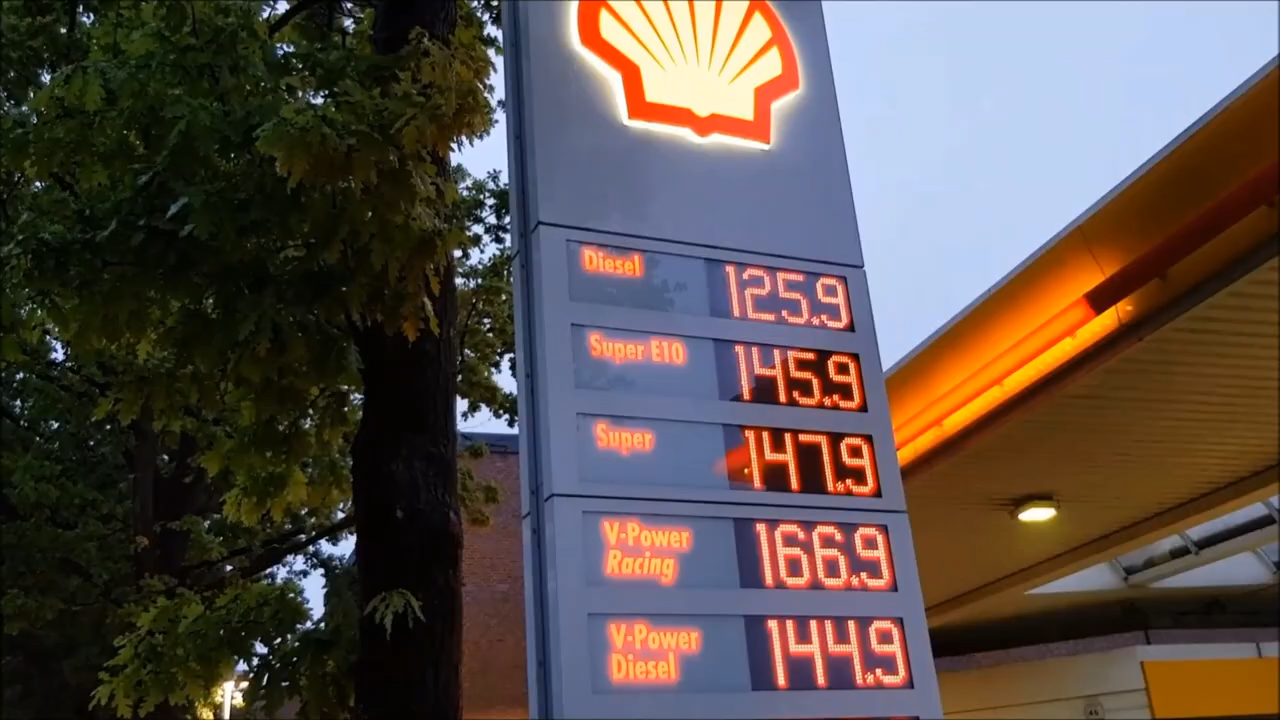 Diesel 125.9
Super E10 145.9
Super 147.9
V-Power
Racing 166.9
V-Power
Diesel 144.9